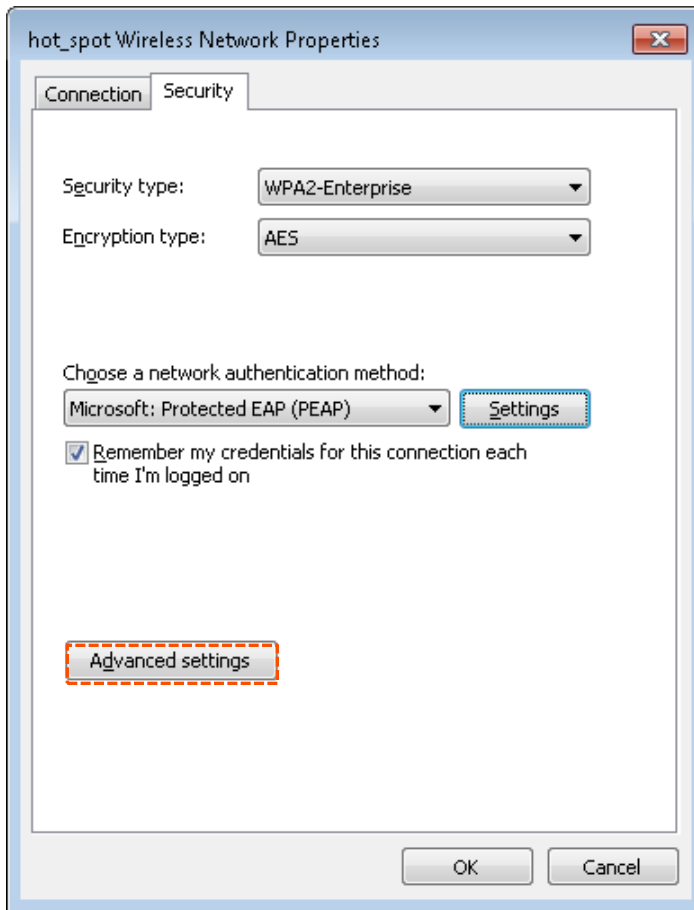 hot_spot Wireless Network Properties
Connection
Security
Security type:
WPA2-Enterprise
Encryption type:
AES
Choose a network authentication method:
Microsoft: Protected EAP (PEAP)
Settings
Remember my credentials for this connection each
time I'm logged on
Advanced settings
OK
Cancel